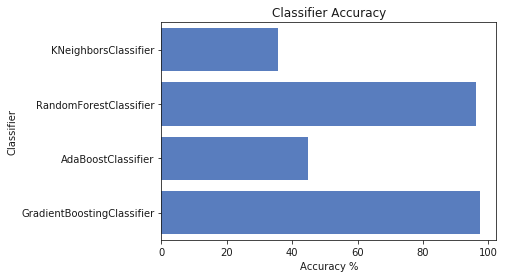 Classifier Accuracy
Classifier
KNeighborsClassifier
RandomForestClassifier
AdaBoostClassifier
GradientBoostingClassifier
0 20 40 60 80 100
Accuracy %